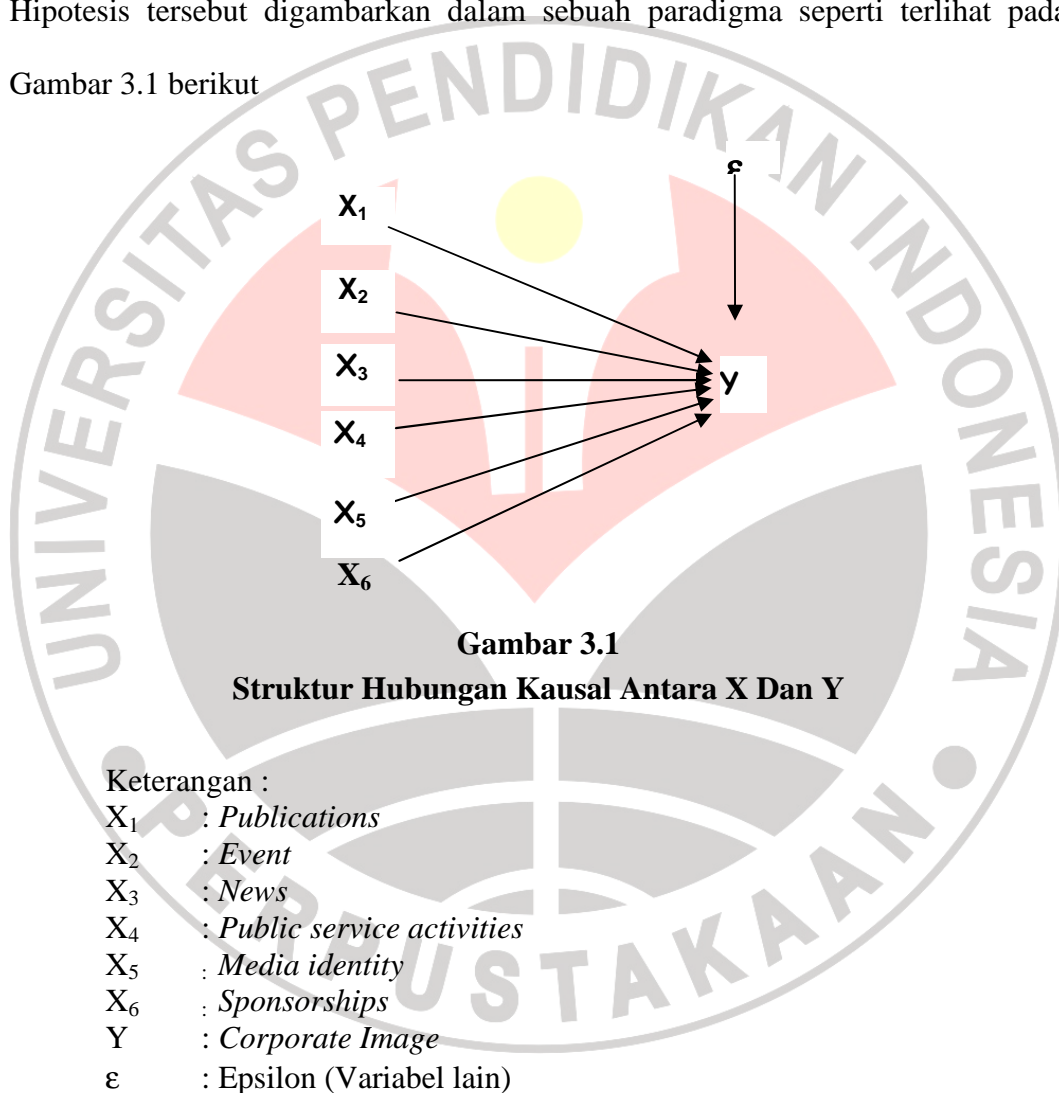 Hipotesis tersebut digambarkan dalam sebuah paradigma seperti terlihat pada
Gambar 3.1 berikut
UNIVERSITAS PENDIDIKAN INDONESIA
ε
X₁
X₂
X₃
Y
X₄
X₅
X₆
Gambar 3.1
Struktur Hubungan Kausal Antara X Dan Y
Keterangan :
X₁ : Publications
X₂ : Event
X₃ : News
X₄ : Public service activities
X₅ : Media identity
X₆ : Sponsorships
Y : Corporate Image
ε : Epsilon (Variabel lain)
PERPUSTAKAAN